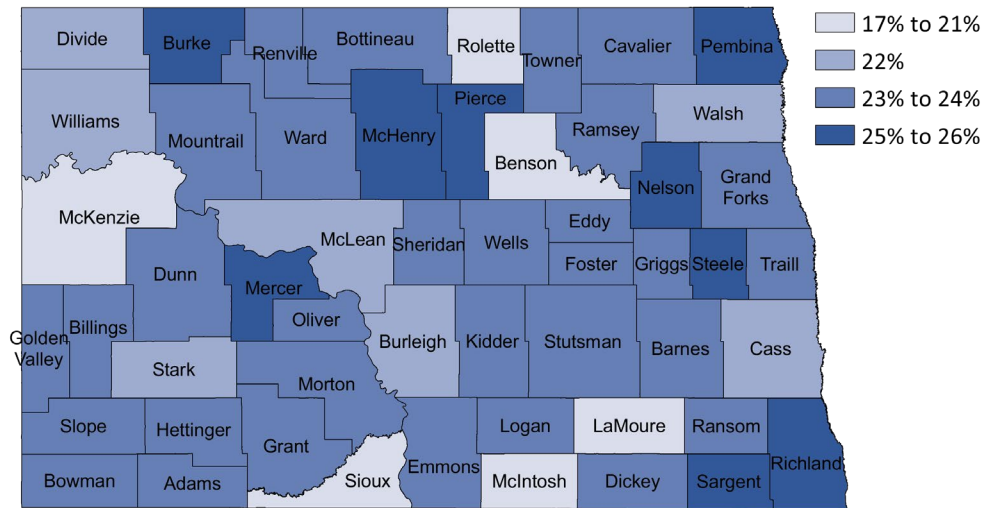 Divide
Burke
Renville
Bottineau
Rolette
Towner
Cavalier
Pembina
17% to 21%
22%
23% to 24%
25% to 26%
Williams
Mountrail
Ward
McHenry
Pierce
Benson
Ramsey
Walsh
McKenzie
Nelson
Grand
Forks
Dunn
McLean
Sheridan
Wells
Eddy
Foster
Griggs
Steele
Traill
Mercer
Oliver
Golden
Valley
Billings
Stark
Morton
Burleigh
Kidder
Stutsman
Barnes
Cass
Slope
Hettinger
Grant
Logan
LaMoure
Ransom
Richland
Bowman
Adams
Sioux
Emmons
McIntosh
Dickey
Sargent